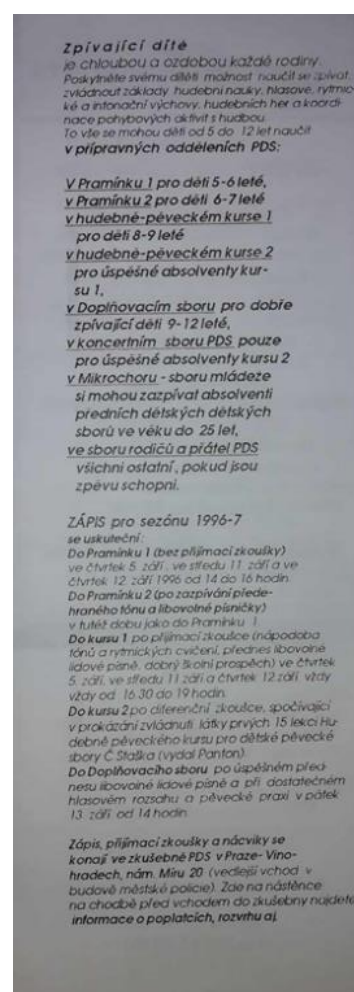 Zpívající dítě
je chloubou a ozdobou každé rodiny.
Poskytněte svému dítěti možnost naučit se zpívat,
zvládnout základy hudební nauky, hlasové, rytmic-
ké a intonační výchovy, hudebních her a koordi-
nace pohybových aktivit s hudbou.
To vše se mohou děti od 5 do 12 let naučit
v přípravných odděleních PDS:
V Pramínku 1 pro děti 5-6 leté,
v Pramínku 2 pro děti 6-7 leté
v hudebně-pěveckém kurse 1
pro děti 8-9 leté
v hudebně-pěveckém kurse 2
pro úspěšné absolventy kur-
su 1,
v Doplňovacím sboru pro dobře
zpívající děti 9-12 leté,
v koncertním sboru PDS pouze
pro úspěšné absolventy kursu 2
v Mikrochoru - sboru mládeže
si mohou zazpívat absolventi
předních dětských dětských
sborů ve věku do 25 let,
ve sboru rodičů a přátel PDS
všichni ostatní, pokud jsou
zpěvu schopni.
ZÁPIS pro sezónu 1996-7
se uskuteční:
Do Pramínku 1 (bez přijímací zkoušky)
ve čtvrtek 5. září, ve středu 11. září a ve
čtvrtek 12. září 1996 od 14 do 16 hodin.
Do Pramínku 2 (po zazpívání přede-
hraného tónu a libovolné písničky)
v tutéž dobu jako do Pramínku 1.
Do kursu 1 po přijímací zkoušce (nápodoba
tónů a rytmických cvičení, přednes libovolné
lidové písně, dobrý školní prospěch) ve čtvrtek
5. září, ve středu 11. září a čtvrtek 12. září vždy
vždy od 16.30 do 19 hodin.
Do kursu 2 po diferenční zkoušce, spočívající
v prokázání zvládnutí látky prvých 15 lekcí Hu-
debně pěveckého kursu pro dětské pěvecké
sbory Č. Staška (vydal Panton).
Do Doplňovacího sboru po úspěšném před-
nesu libovolné lidové písně a při dostatečném
hlasovém rozsahu a pěvecké praxi v pátek
13. září od 14 hodin.
Zápis, přijímací zkoušky a nácviky se
konají ve zkušebně PDS v Praze- Vino-
hradech, nám. Míru 20 (vedlejší vchod v
budově městské policie). Zde na nástěnce
na chodbě před vchodem do zkušebny najdete
informace o poplatcích, rozvrhu aj.